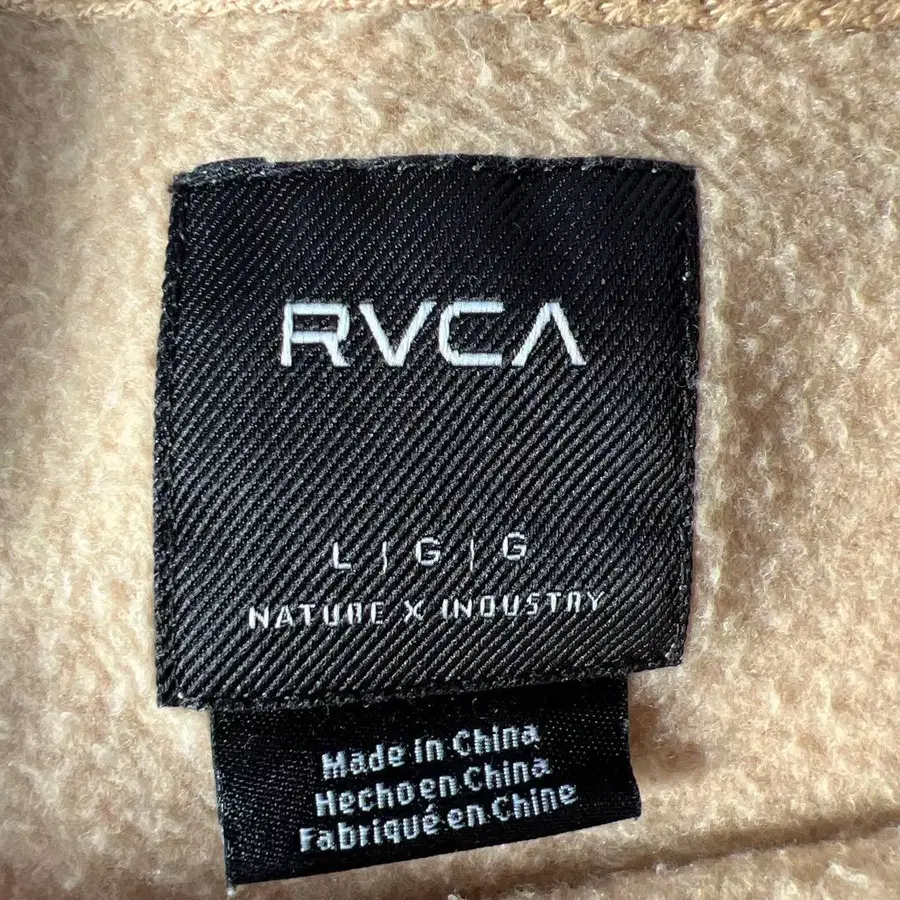 RVCA
L | G | G
NATURE X INDUSTRY
Made in China
Hecho en China
Fabriqué en Chine